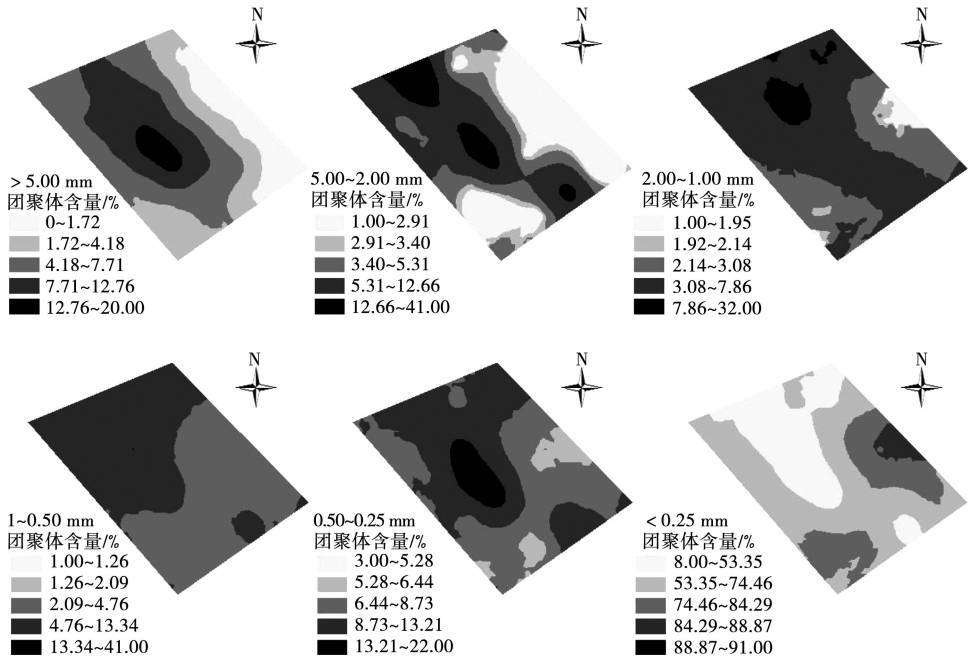 N
> 5.00 mm
团聚体含量/%
0~1.72
1.72~4.18
4.18~7.71
7.71~12.76
12.76~20.00
N
5.00~2.00 mm
团聚体含量/%
1.00~2.91
2.91~3.40
3.40~5.31
5.31~12.66
12.66~41.00
N
2.00~1.00 mm
团聚体含量/%
1.00~1.95
1.92~2.14
2.14~3.08
3.08~7.86
7.86~32.00
N
1~0.50 mm
团聚体含量/%
1.00~1.26
1.26~2.09
2.09~4.76
4.76~13.34
13.34~41.00
N
0.50~0.25 mm
团聚体含量/%
3.00~5.28
5.28~6.44
6.44~8.73
8.73~13.21
13.21~22.00
N
< 0.25 mm
团聚体含量/%
8.00~53.35
53.35~74.46
74.46~84.29
84.29~88.87
88.87~91.00